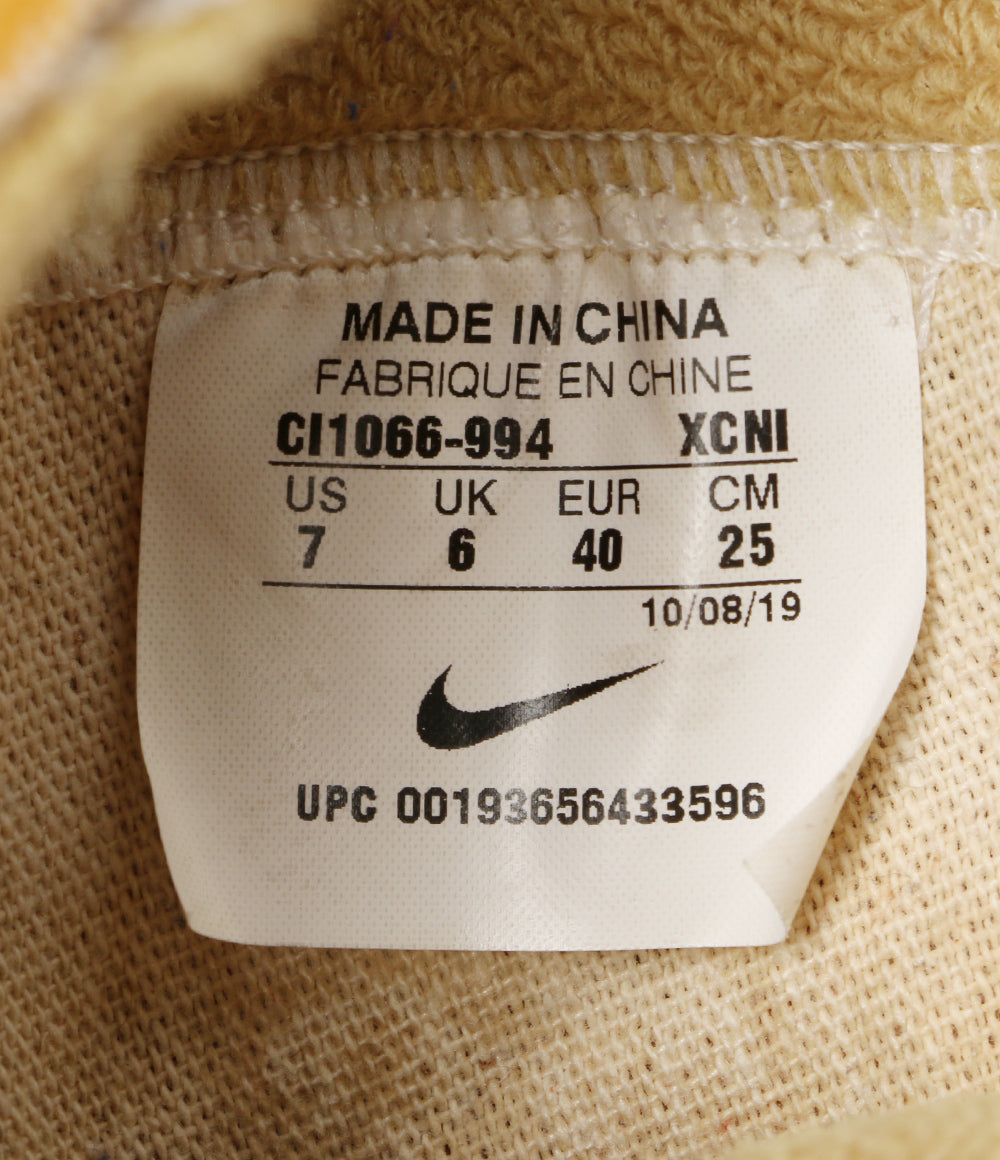 MADE IN CHINA
FABRIQUE EN CHINE
CI1066-994 XCNI
US UK EUR CM
7 6 40 25
10/08/19
UPC 00193656433596